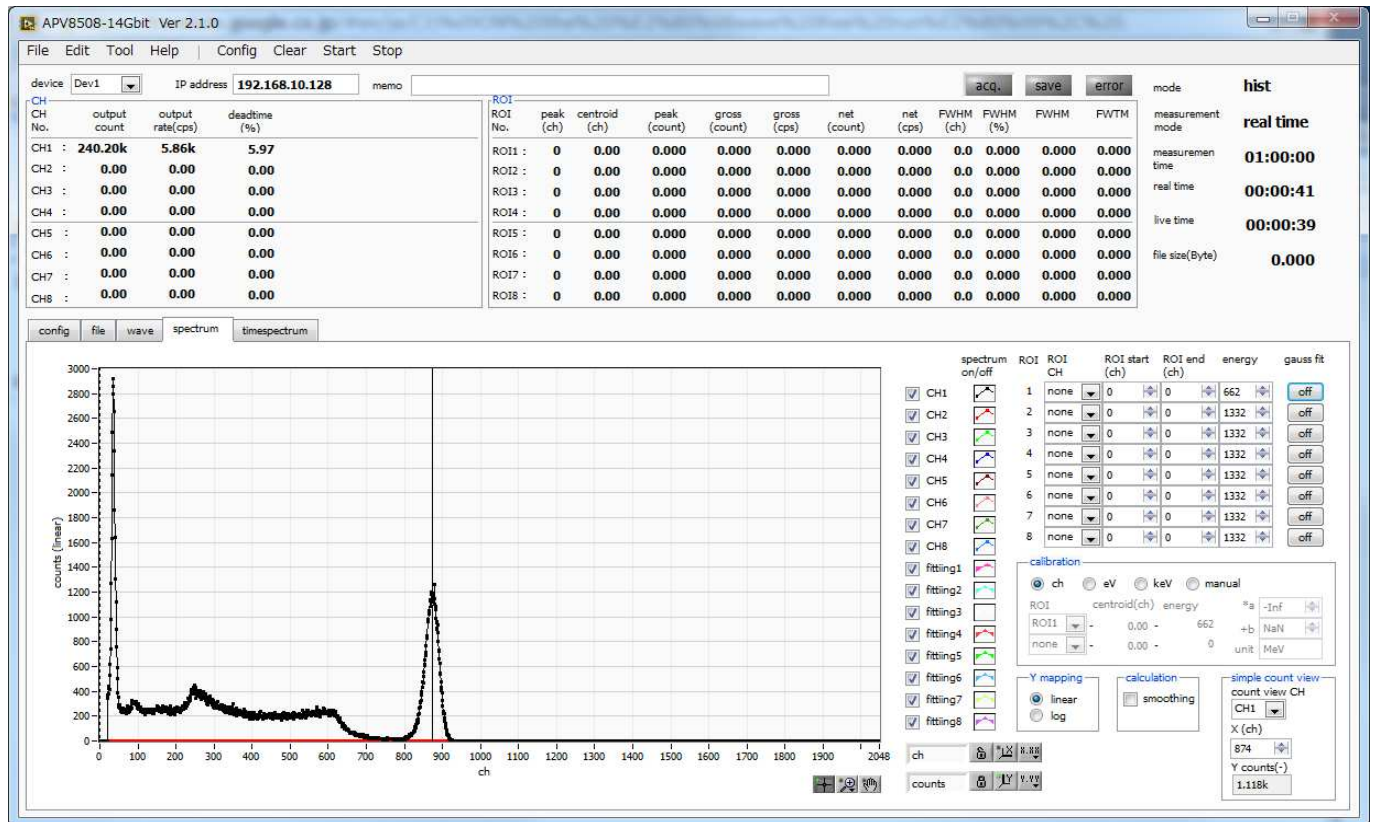 APV8508-14Gbit Ver 2.1.0
File Edit Tool Help | Config Clear Start Stop
device Dev1 IP address 192.168.10.128 memo acq. save error mode hist
CH ROI
CH No. output count output rate(cps) deadtime (%) ROI No. peak (ch) centroid (ch) peak (count) gross (count) gross (cps) net (count) net (cps) FWHM (ch) FWHM (%) FWHM FWTM measurement mode real time
CH1 : 240.20k 5.86k 5.97 ROI1 : 0 0.00 0.000 0.000 0.000 0.000 0.000 0.0 0.000 0.000 0.000 measuremen time 01:00:00
CH2 : 0.00 0.00 0.00 ROI2 : 0 0.00 0.000 0.000 0.000 0.000 0.000 0.0 0.000 0.000 0.000
CH3 : 0.00 0.00 0.00 ROI3 : 0 0.00 0.000 0.000 0.000 0.000 0.000 0.0 0.000 0.000 0.000 real time 00:00:41
CH4 : 0.00 0.00 0.00 ROI4 : 0 0.00 0.000 0.000 0.000 0.000 0.000 0.0 0.000 0.000 0.000
CH5 : 0.00 0.00 0.00 ROI5 : 0 0.00 0.000 0.000 0.000 0.000 0.000 0.0 0.000 0.000 0.000 live time 00:00:39
CH6 : 0.00 0.00 0.00 ROI6 : 0 0.00 0.000 0.000 0.000 0.000 0.000 0.0 0.000 0.000 0.000 file size(Byte) 0.000
CH7 : 0.00 0.00 0.00 ROI7 : 0 0.00 0.000 0.000 0.000 0.000 0.000 0.0 0.000 0.000 0.000
CH8 : 0.00 0.00 0.00 ROI8 : 0 0.00 0.000 0.000 0.000 0.000 0.000 0.0 0.000 0.000 0.000
config file wave spectrum timespectrum
counts (linear)
3000
2800
2600
2400
2200
2000
1800
1600
1400
1200
1000
800
600
400
200
0
0 100 200 300 400 500 600 700 800 900 1000 1100 1200 1300 1400 1500 1600 1700 1800 1900 2048
ch
spectrum on/off
CH1
CH2
CH3
CH4
CH5
CH6
CH7
CH8
fittiing1
fittiing2
fittiing3
fittiing4
fittiing5
fittiing6
fittiing7
fittiing8
ch X.XX
counts Y.YY
ROI ROI CH ROI start (ch) ROI end (ch) energy gauss fit
1 none 0 0 662 off
2 none 0 0 1332 off
3 none 0 0 1332 off
4 none 0 0 1332 off
5 none 0 0 1332 off
6 none 0 0 1332 off
7 none 0 0 1332 off
8 none 0 0 1332 off
calibration
ch eV keV manual
ROI centroid(ch) energy *a -Inf
ROI1 - 0.00 - 662 +b NaN
none - 0.00 - 0 unit MeV
Y mapping
linear
log
calculation
smoothing
simple count view
count view CH
CH1
X (ch)
874
Y counts(-)
1.118k